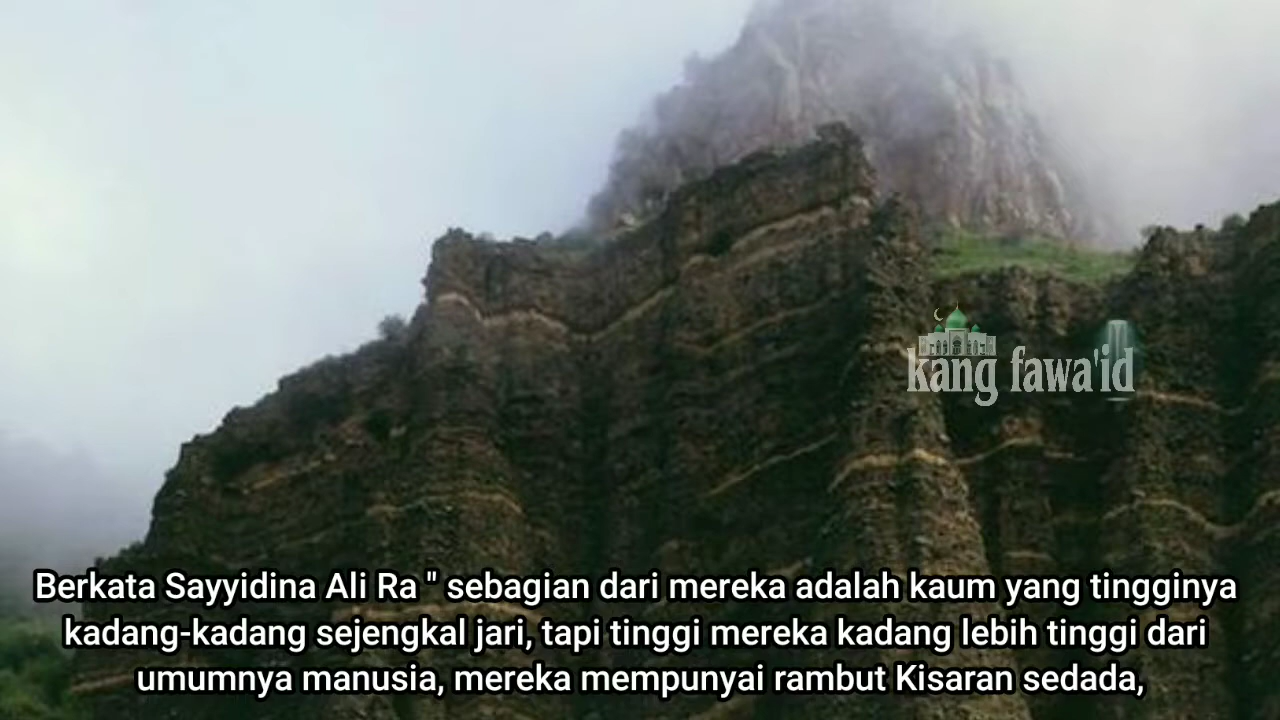 kang fawa'id
Berkata Sayyidina Ali Ra " sebagian dari mereka adalah kaum yang tingginya
kadang-kadang sejengkal jari, tapi tinggi mereka kadang lebih tinggi dari
umumnya manusia, mereka mempunyai rambut Kisaran sedada,